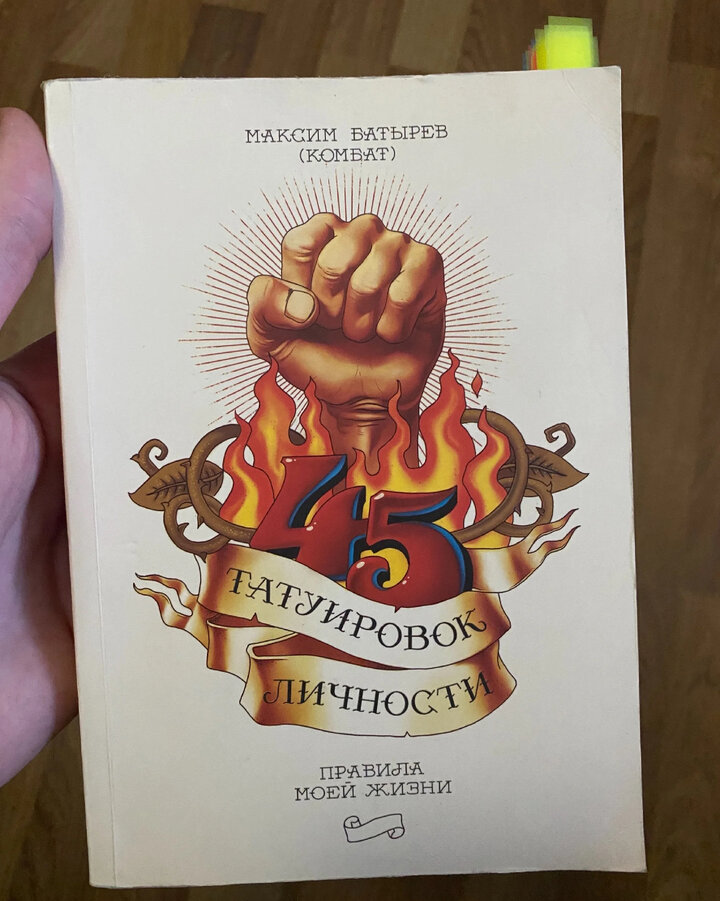 МАКСИМ БАТЫРЕВ
(КОМБАТ)
45
ТАТУИРОВОК
ЛИЧНОСТИ
ПРАВИЛА
МОЕЙ ЖИЗНИ